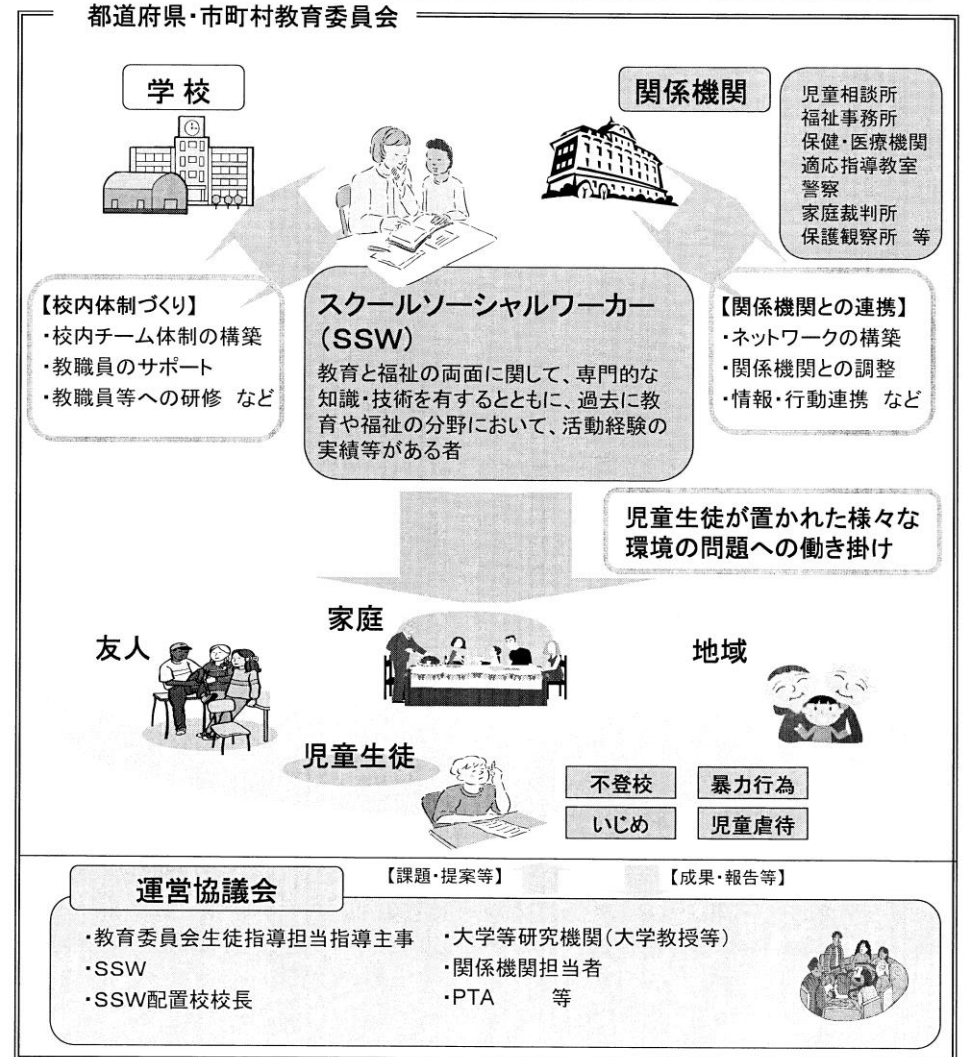 都道府県・市町村教育委員会
学校
関係機関
児童相談所
福祉事務所
保健・医療機関
適応指導教室
警察
家庭裁判所
保護観察所 等
【校内体制づくり】
・校内チーム体制の構築
・教職員のサポート
・教職員等への研修 など
スクールソーシャルワーカー
(SSW)
教育と福祉の両面に関して、専門的な
知識・技術を有するとともに、過去に教
育や福祉の分野において、活動経験の
実績等がある者
【関係機関との連携】
・ネットワークの構築
・関係機関との調整
・情報・行動連携 など
児童生徒が置かれた様々な
環境の問題への働き掛け
友人
家庭
地域
児童生徒
不登校
暴力行為
いじめ
児童虐待
【課題・提案等】
【成果・報告等】
運営協議会
・教育委員会生徒指導担当指導主事
・SSW
・SSW配置校校長
・大学等研究機関(大学教授等)
・関係機関担当者
・PTA 等